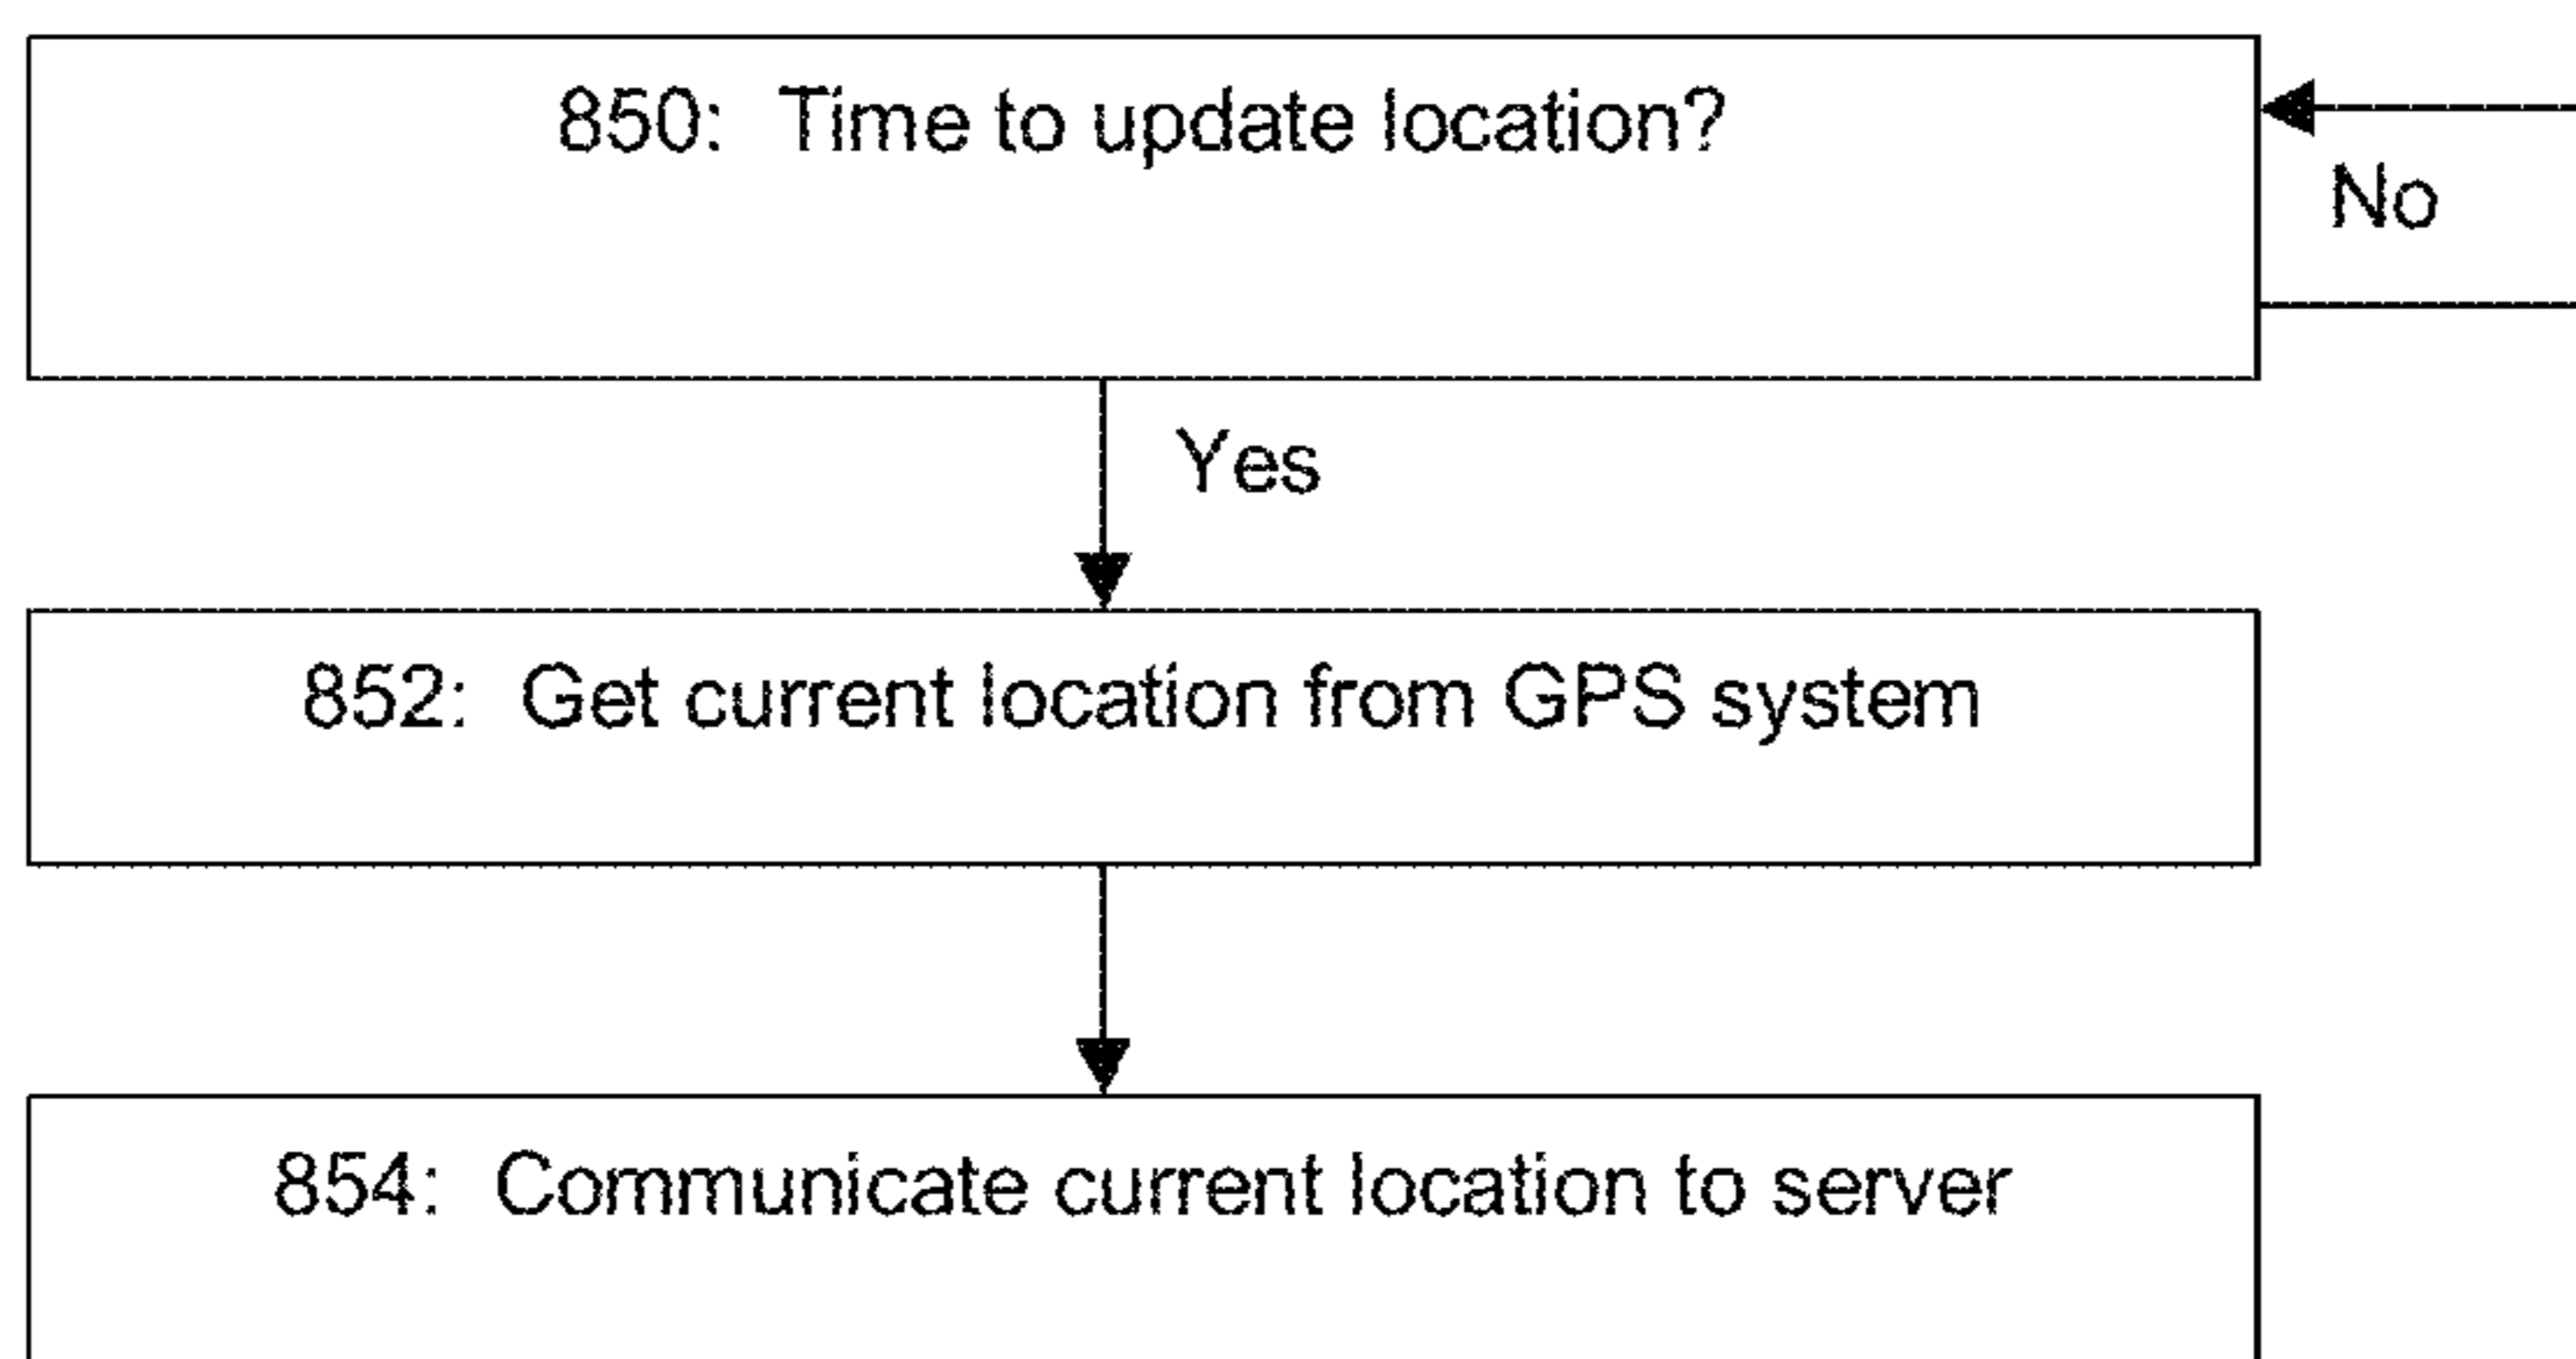 850: Time to update location?
No
Yes
852: Get current location from GPS system
854: Communicate current location to server